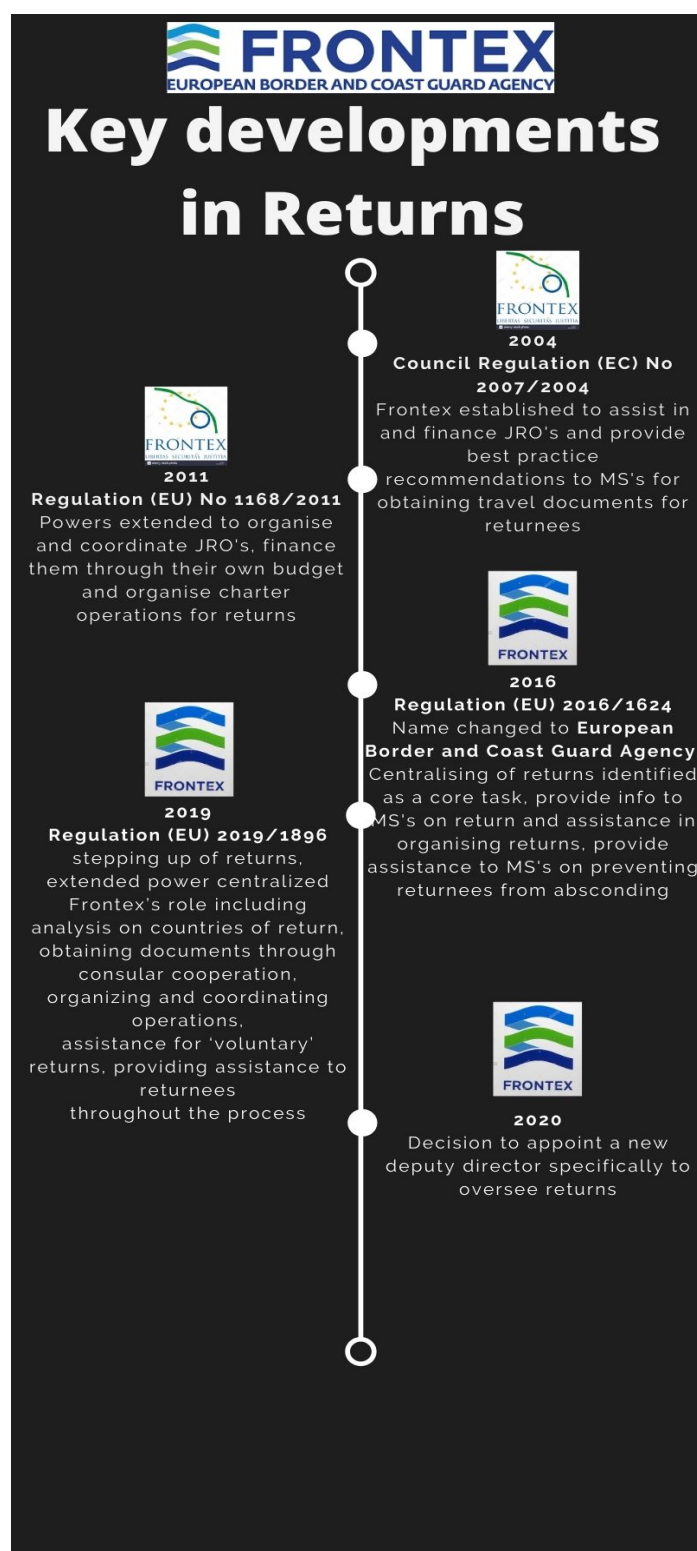 FRONTEX
EUROPEAN BORDER AND COAST GUARD AGENCY
Key developments
in Returns
FRONTEX
LIBERTAS SECURITAS JUSTITIA
2004
Council Regulation (EC) No
2007/2004
Frontex established to assist in
and finance JRO's and provide
best practice
recommendations to MS's for
obtaining travel documents for
returnees
FRONTEX
LIBERTAS SECURITAS JUSTITIA
2011
Regulation (EU) No 1168/2011
Powers extended to organise
and coordinate JRO's, finance
them through their own budget
and organise charter
operations for returns
FRONTEX
2016
Regulation (EU) 2016/1624
Name changed to European
Border and Coast Guard Agency
Centralising of returns identified
as a core task, provide info to
MS's on return and assistance in
organising returns, provide
assistance to MS's on preventing
returnees from absconding
FRONTEX
2019
Regulation (EU) 2019/1896
stepping up of returns,
extended power centralized
Frontex's role including
analysis on countries of return,
obtaining documents through
consular cooperation,
organizing and coordinating
operations,
assistance for ‘voluntary’
returns, providing assistance to
returnees
throughout the process
FRONTEX
2020
Decision to appoint a new
deputy director specifically to
oversee returns